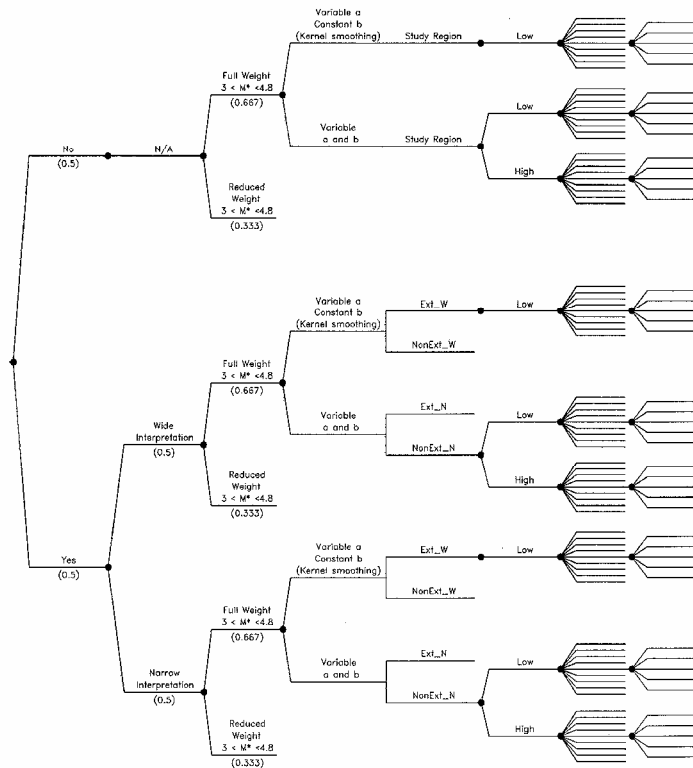 Variable a
Constant b
(Kernel smoothing)
Study Region
Low
Full Weight
3 < M* <4.8
(0.667)
Variable
a and b
Study Region
Low
High
No
(0.5)
N/A
Reduced
Weight
3 < M* <4.8
(0.333)
Variable a
Constant b
(Kernel smoothing)
Ext_W
Low
NonExt_W
Full Weight
3 < M* <4.8
(0.667)
Variable
a and b
Ext_N
NonExt_N
Low
High
Wide
Interpretation
(0.5)
Reduced
Weight
3 < M* <4.8
(0.333)
Yes
(0.5)
Variable a
Constant b
(Kernel smoothing)
Ext_W
Low
NonExt_W
Full Weight
3 < M* <4.8
(0.667)
Variable
a and b
Ext_N
NonExt_N
Low
High
Narrow
Interpretation
(0.5)
Reduced
Weight
3 < M* <4.8
(0.333)